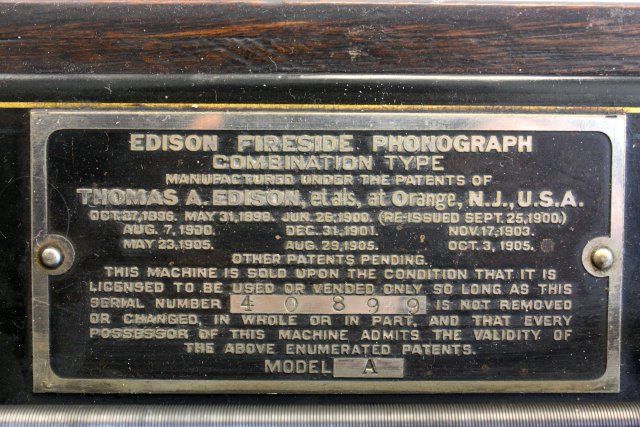 EDISON FIRESIDE PHONOGRAPH
COMBINATION TYPE
MANUFACTURED UNDER THE PATENTS OF
THOMAS A. EDISON, et als, at Orange, N.J., U.S.A.
OCT.27,1896. MAY 31,1898. JUN.26,1900. (RE-ISSUED SEPT.25,1900.)
AUG. 7, 1900. DEC. 31, 1901. NOV. 17, 1903.
MAY 23, 1905. AUG. 29, 1905. OCT. 3, 1905.
OTHER PATENTS PENDING.
THIS MACHINE IS SOLD UPON THE CONDITION THAT IT IS
LICENSED TO BE USED OR VENDED ONLY SO LONG AS THIS
SERIAL NUMBER 40899 IS NOT REMOVED
OR CHANGED, IN WHOLE OR IN PART, AND THAT EVERY
POSSESSOR OF THIS MACHINE ADMITS THE VALIDITY OF
THE ABOVE ENUMERATED PATENTS.
MODEL A